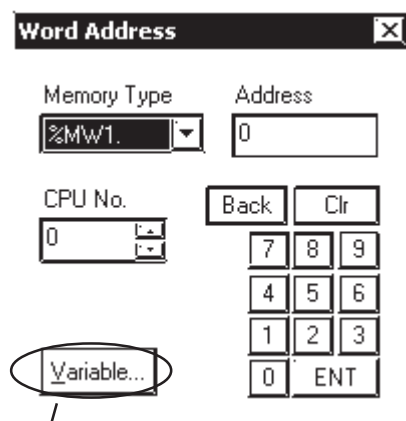 Word Address
Memory Type Address
%MW1. 0
CPU No.
0
Back Clr
7 8 9
4 5 6
1 2 3
0 ENT
Variable...